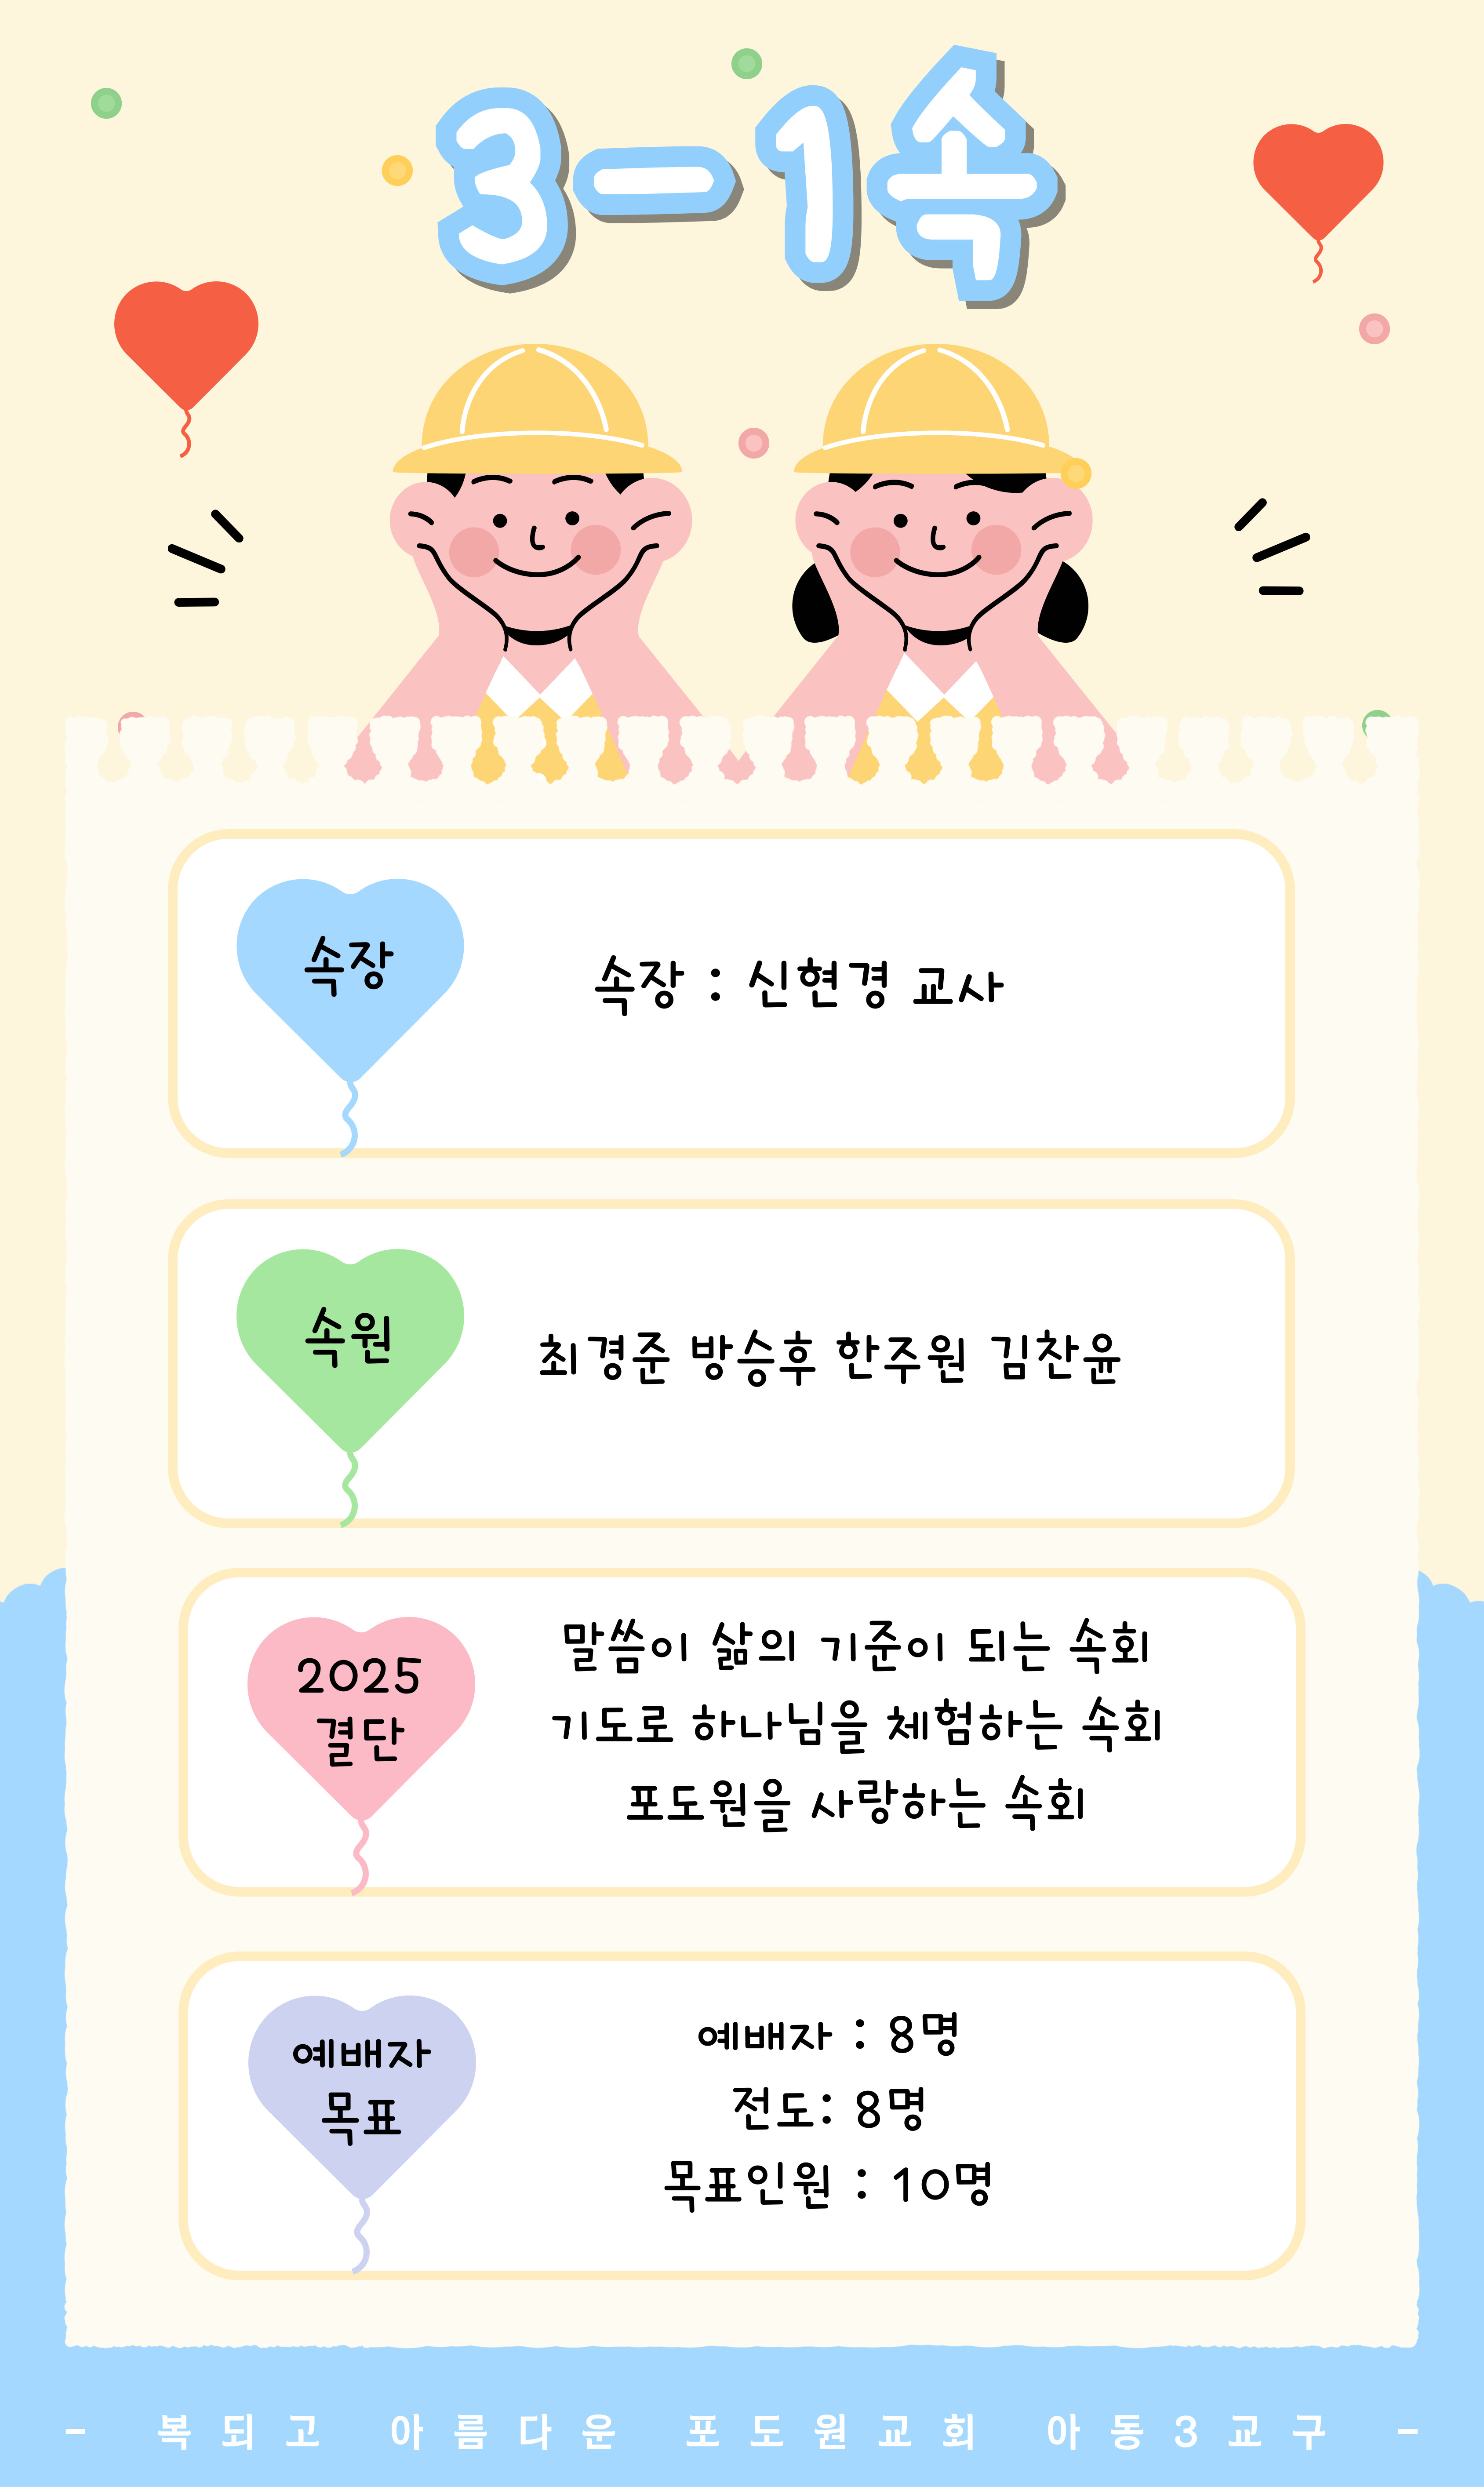 3-1속
속장
속장 : 신현경 교사
속원
최경준 방승후 한주원 김찬윤
2025
결단
말씀이 삶의 기준이 되는 속회
기도로 하나님을 체험하는 속회
포도원을 사랑하는 속회
예배자
목표
예배자 : 8명
전도: 8명
목표인원 : 10명
- 복되고 아름다운 포도원교회 아동3교구 -